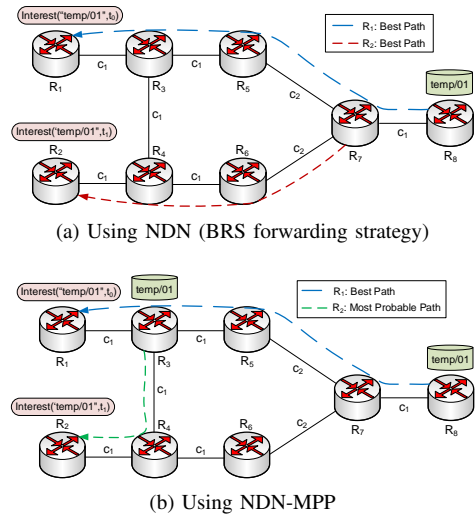 Interest("temp/01",t0)
R1: Best Path
R2: Best Path
temp/01
c1
c1
R1
R3
R5
c1
c2
Interest("temp/01",t1)
R2
R4
R6
c2
c1
R7
R8
c1
c1
(a) Using NDN (BRS forwarding strategy)
temp/01
Interest("temp/01",t0)
R1: Best Path
R2: Most Probable Path
temp/01
c1
c1
R1
R3
R5
c1
c2
Interest("temp/01",t1)
R2
R4
R6
c2
c1
R7
R8
c1
c1
(b) Using NDN-MPP